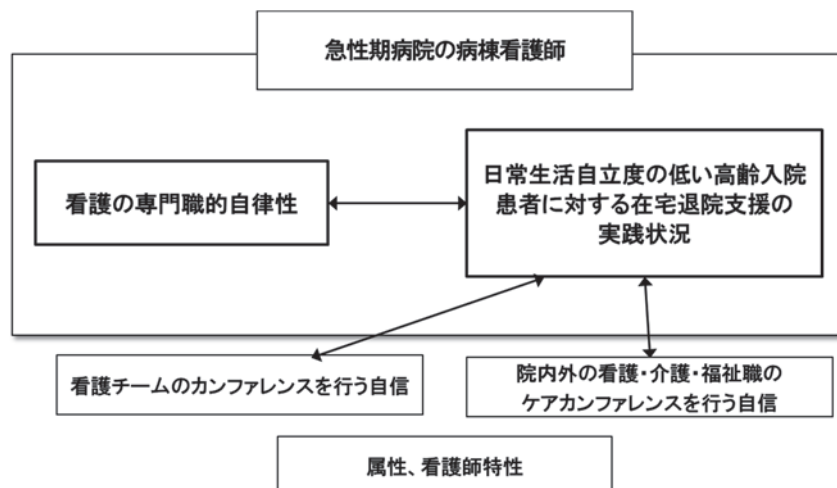 急性期病院の病棟看護師
看護の専門職的自律性
日常生活自立度の低い高齢入院
患者に対する在宅退院支援の
実践状況
看護チームのカンファレンスを行う自信
院内外の看護・介護・福祉職の
ケアカンファレンスを行う自信
属性、看護師特性